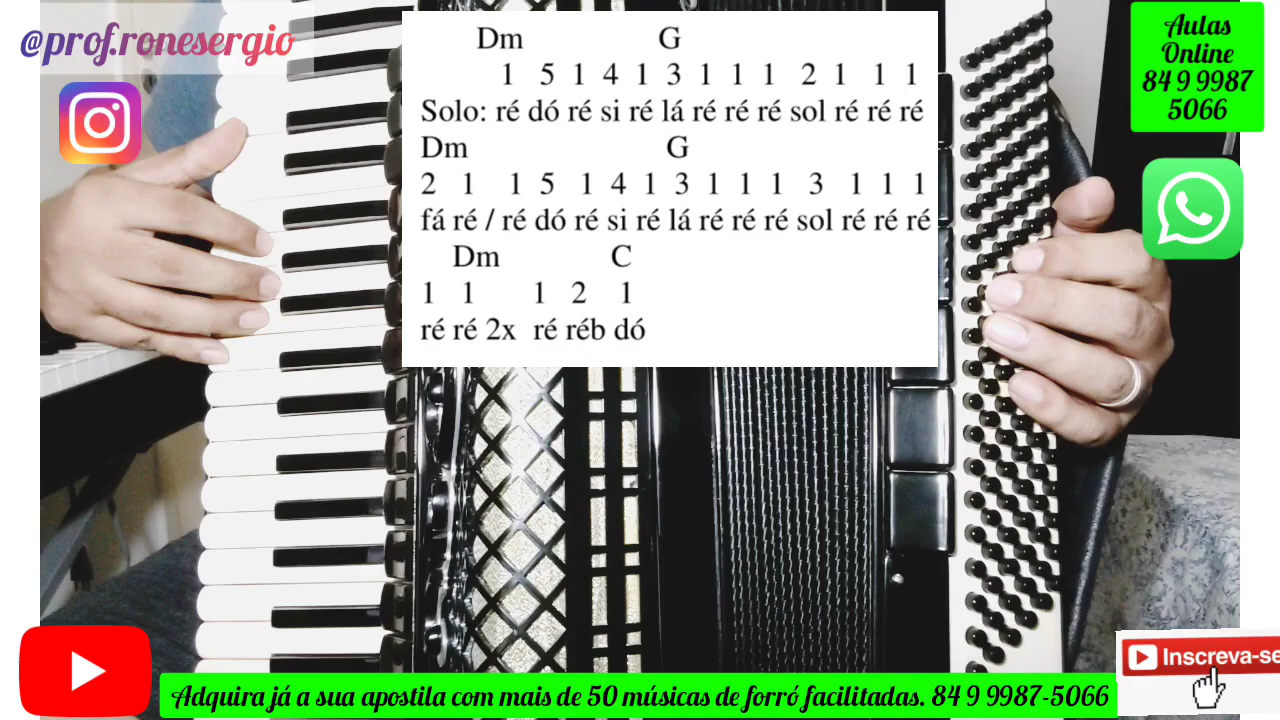 @prof.ronesergio
Dm G
1 5 1 4 1 3 1 1 1 2 1 1 1
Solo: ré dó ré si ré lá ré ré ré sol ré ré ré
Dm G
2 1 1 5 1 4 1 3 1 1 1 3 1 1 1
fá ré / ré dó ré si ré lá ré ré ré sol ré ré ré
Dm C
1 1 1 2 1
ré ré 2x ré réb dó
Aulas
Online
84 9 9987
5066
Inscreva-se
Adquira já a sua apostila com mais de 50 músicas de forró facilitadas. 84 9 9987-5066